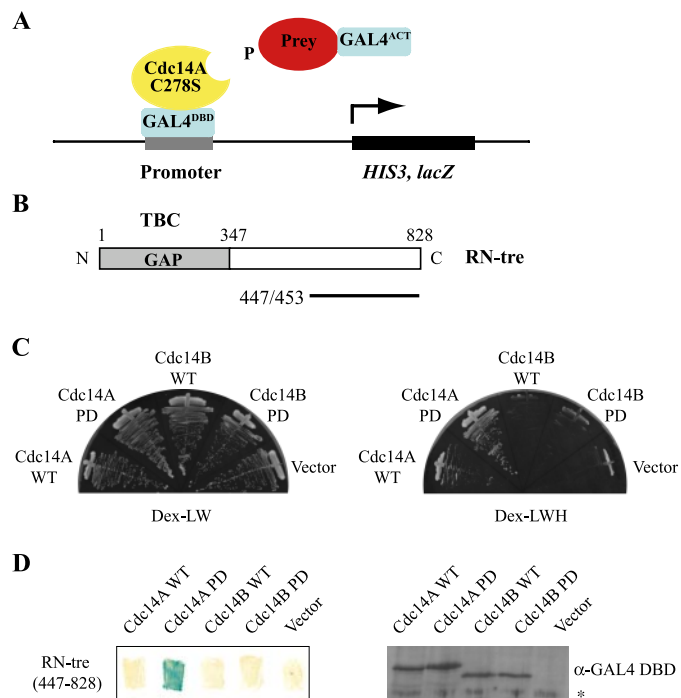 A
P
Prey
GAL4ACT
Cdc14A
C278S
GAL4DBD
Promoter
HIS3, lacZ
B
TBC
1 347 828
N GAP C RN-tre
447/453
C
Cdc14B
WT
Cdc14A
PD
Cdc14B
PD
Cdc14A
WT
Vector
Dex-LW
Cdc14B
WT
Cdc14A
PD
Cdc14B
PD
Cdc14A
WT
Vector
Dex-LWH
D
Cdc14A WT
Cdc14A PD
Cdc14B WT
Cdc14B PD
Vector
RN-tre
(447-828)
Cdc14A WT
Cdc14A PD
Cdc14B WT
Cdc14B PD
Vector
α-GAL4 DBD
*